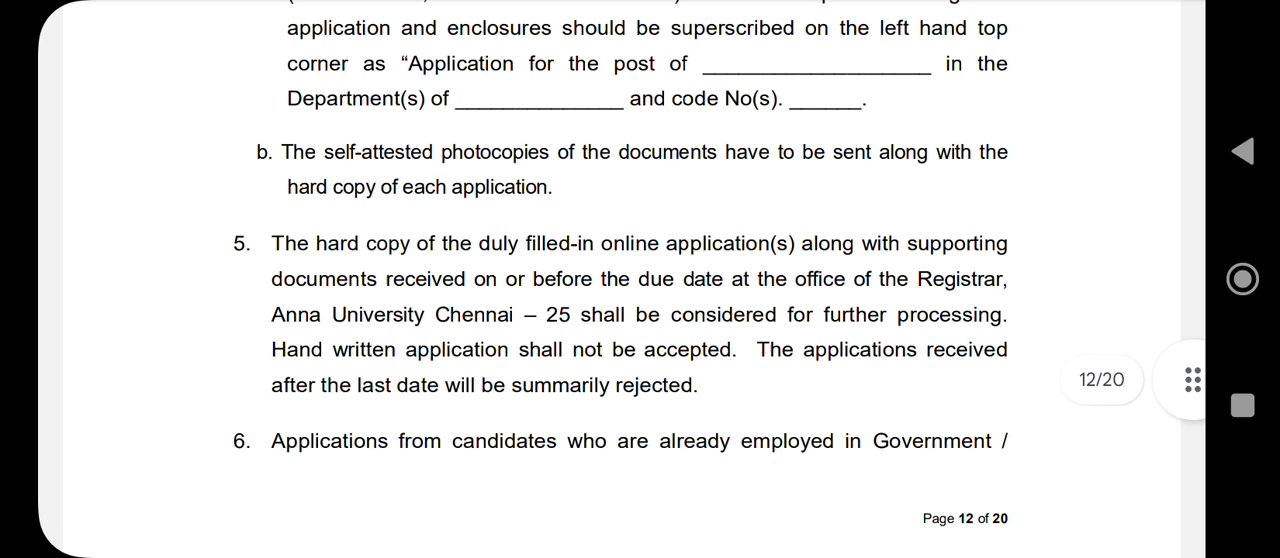 application and enclosures should be superscribed on the left hand top
corner as “Application for the post of ___________________ in the
Department(s) of ______________ and code No(s). ______.
b. The self-attested photocopies of the documents have to be sent along with the
hard copy of each application.
5. The hard copy of the duly filled-in online application(s) along with supporting
documents received on or before the due date at the office of the Registrar,
Anna University Chennai – 25 shall be considered for further processing.
Hand written application shall not be accepted. The applications received
after the last date will be summarily rejected.
12/20
6. Applications from candidates who are already employed in Government /
Page 12 of 20